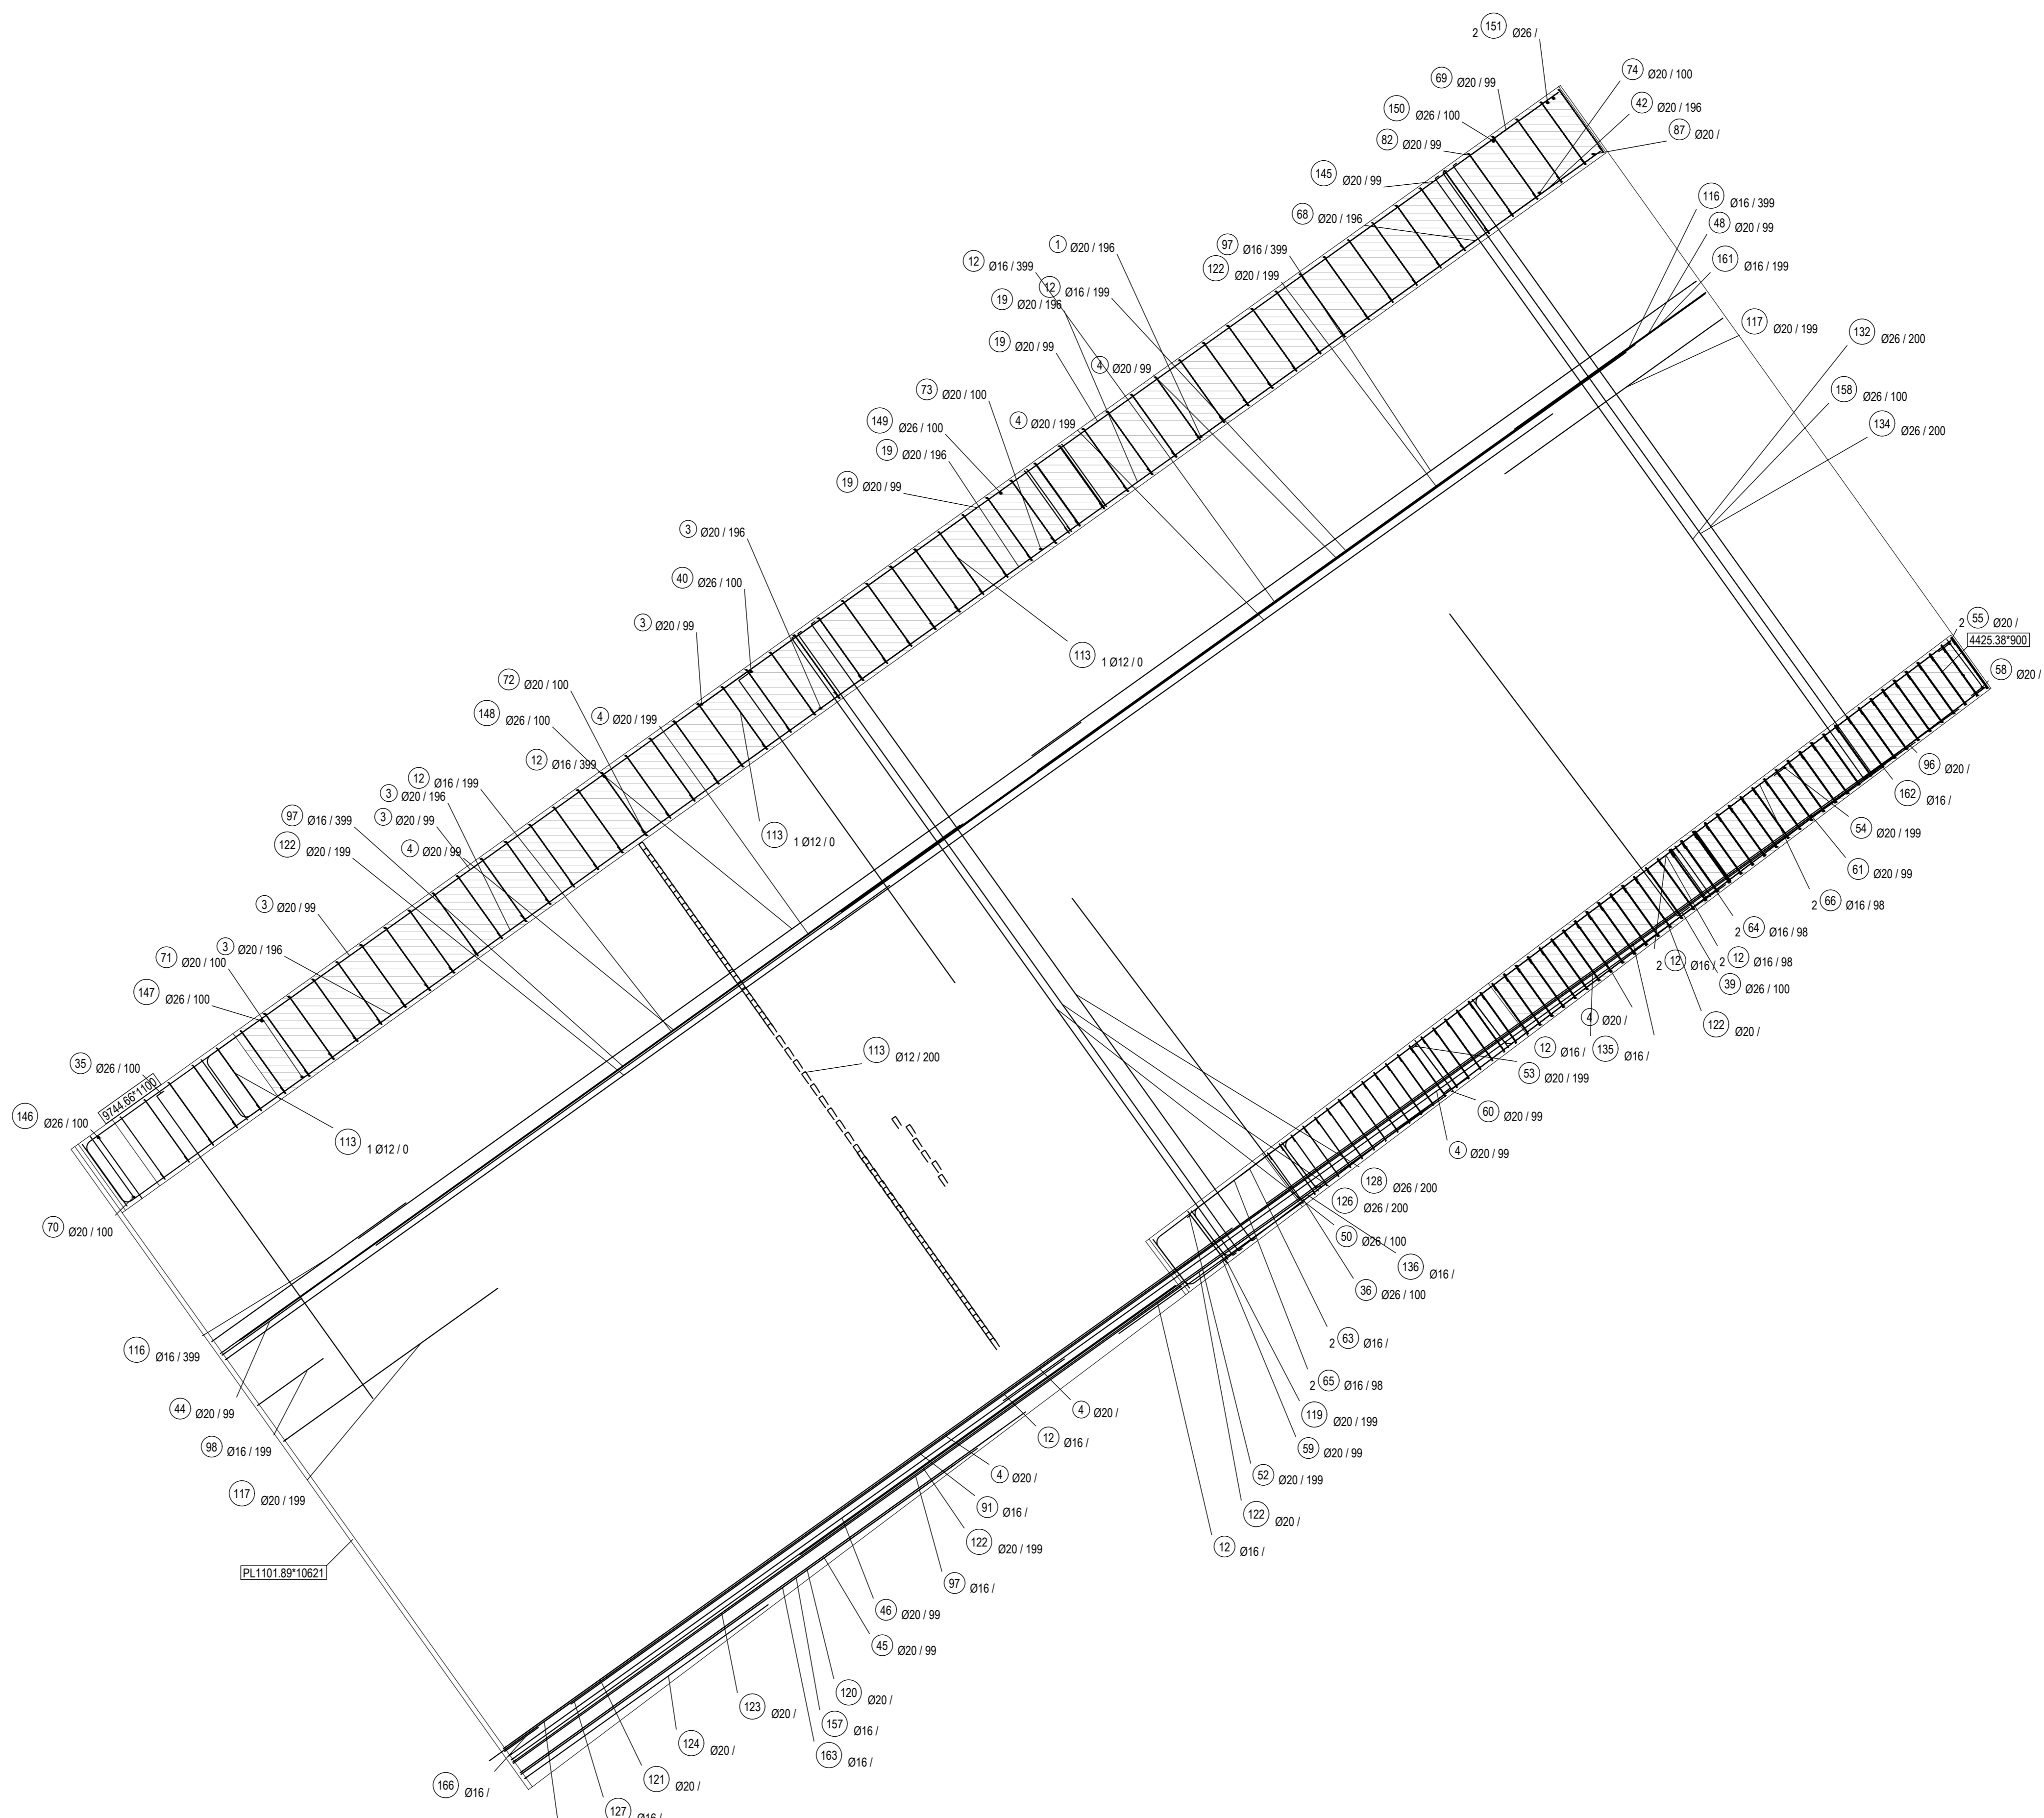 2 151 Ø26 /
74 Ø20 / 100
69 Ø20 / 99
42 Ø20 / 196
150 Ø26 / 100
87 Ø20 /
82 Ø20 / 99
145 Ø20 / 99
116 Ø16 / 399
68 Ø20 / 196
48 Ø20 / 99
1 Ø20 / 196
97 Ø16 / 399
161 Ø16 / 199
12 Ø16 / 399
122 Ø20 / 199
12 Ø16 / 199
19 Ø20 / 196
117 Ø20 / 199
132 Ø26 / 200
19 Ø20 / 99
4 Ø20 / 99
73 Ø20 / 100
158 Ø26 / 100
149 Ø26 / 100
4 Ø20 / 199
134 Ø26 / 200
19 Ø20 / 196
19 Ø20 / 99
3 Ø20 / 196
40 Ø26 / 100
3 Ø20 / 99
2 55 Ø20 /
4425.38*900
113 1 Ø12 / 0
58 Ø20 /
72 Ø20 / 100
148 Ø26 / 100
4 Ø20 / 199
12 Ø16 / 399
96 Ø20 /
12 Ø16 / 199
3 Ø20 / 196
162 Ø16 /
97 Ø16 / 399
3 Ø20 / 99
54 Ø20 / 199
122 Ø20 / 199
4 Ø20 / 99
113 1 Ø12 / 0
61 Ø20 / 99
2 66 Ø16 / 98
3 Ø20 / 99
2 64 Ø16 / 98
3 Ø20 / 196
71 Ø20 / 100
2 12 Ø16 /
2 12 Ø16 / 98
147 Ø26 / 100
39 Ø26 / 100
4 Ø20 /
122 Ø20 /
12 Ø16 /
135 Ø16 /
113 Ø12 / 200
35 Ø26 / 100
53 Ø20 / 199
9744.66*1100
146 Ø26 / 100
60 Ø20 / 99
113 1 Ø12 / 0
4 Ø20 / 99
128 Ø26 / 200
126 Ø26 / 200
70 Ø20 / 100
50 Ø26 / 100
136 Ø16 /
36 Ø26 / 100
2 63 Ø16 /
116 Ø16 / 399
2 65 Ø16 / 98
44 Ø20 / 99
4 Ø20 /
119 Ø20 / 199
98 Ø16 / 199
12 Ø16 /
59 Ø20 / 99
4 Ø20 /
52 Ø20 / 199
117 Ø20 / 199
91 Ø16 /
122 Ø20 /
122 Ø20 / 199
12 Ø16 /
PL1101.89*10621
97 Ø16 /
46 Ø20 / 99
45 Ø20 / 99
120 Ø20 /
123 Ø20 /
157 Ø16 /
124 Ø20 /
163 Ø16 /
121 Ø20 /
166 Ø16 /
127 Ø16 /